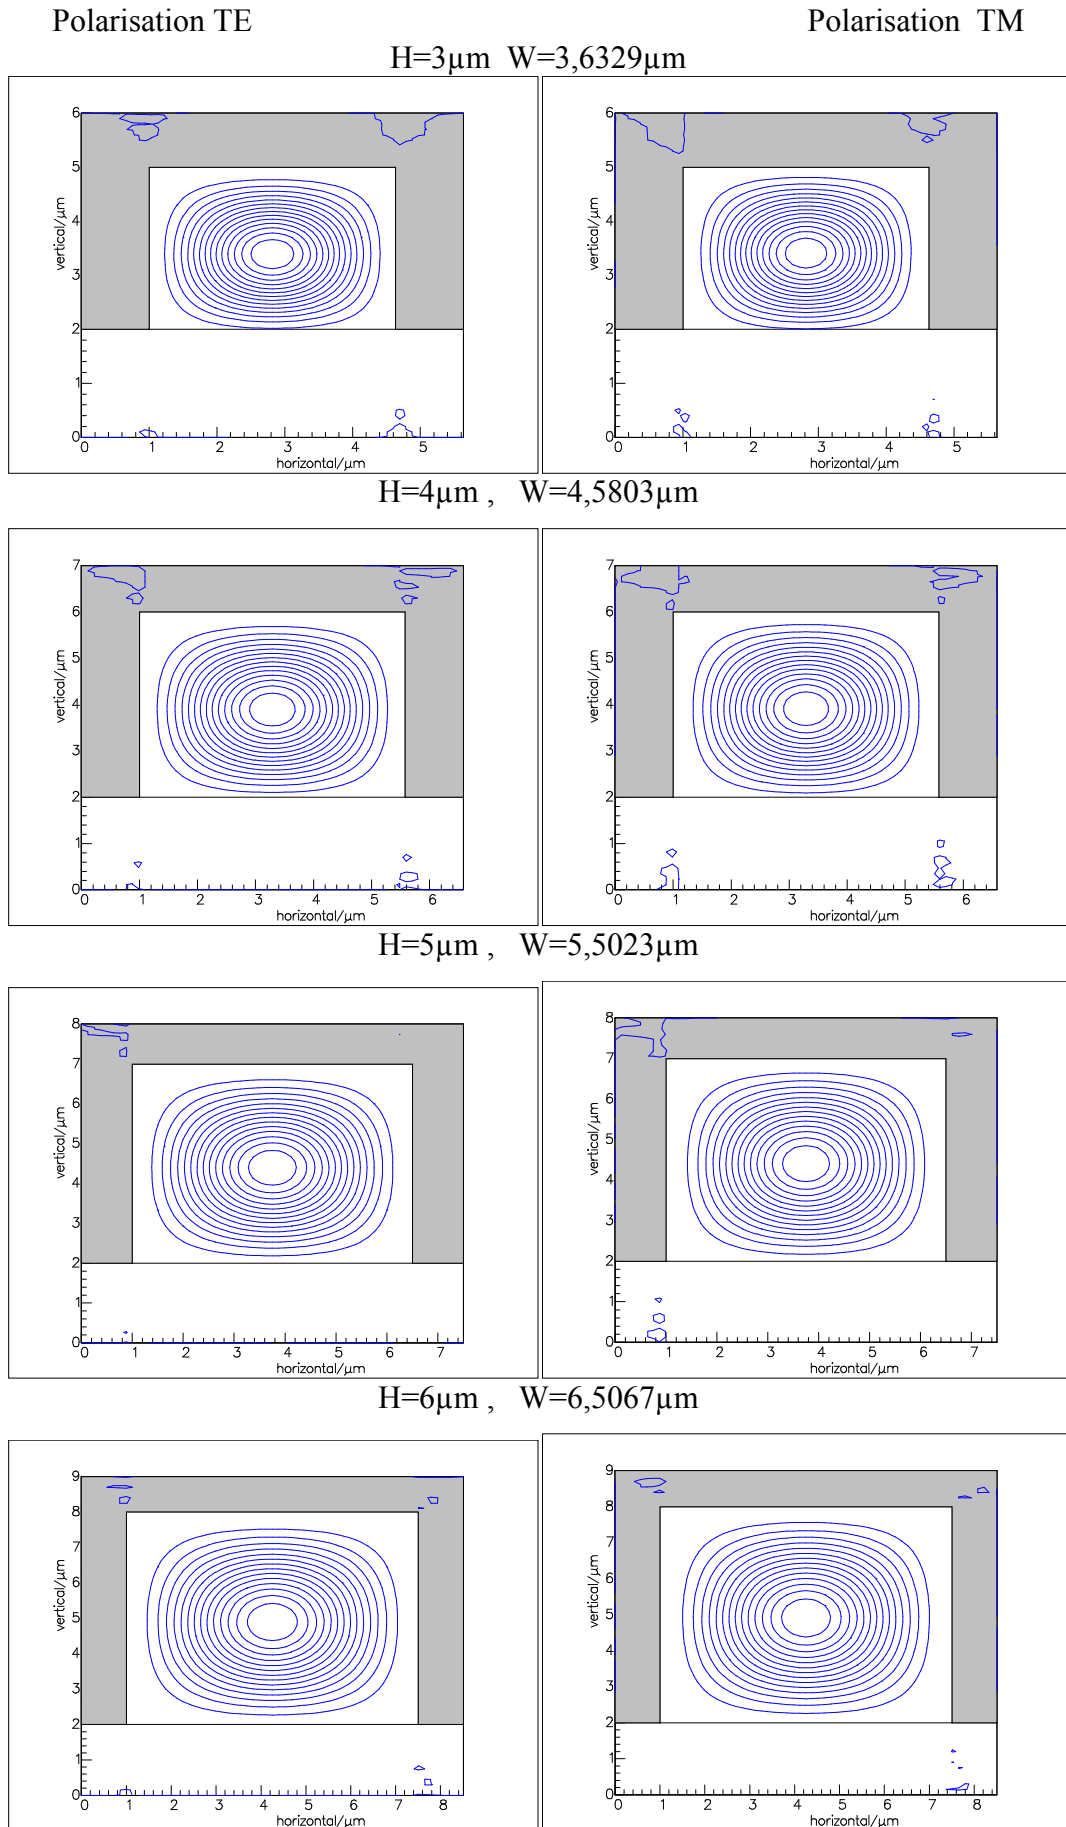 Polarisation TE Polarisation TM
H=3µm W=3,6329µm
6
5
4
3
2
1
0
vertical/µm
0 1 2 3 4 5
horizontal/µm
6
5
4
3
2
1
0
vertical/µm
0 1 2 3 4 5
horizontal/µm
H=4µm , W=4,5803µm
7
6
5
4
3
2
1
0
vertical/µm
0 1 2 3 4 5 6
horizontal/µm
7
6
5
4
3
2
1
0
vertical/µm
0 1 2 3 4 5 6
horizontal/µm
H=5µm , W=5,5023µm
8
7
6
5
4
3
2
1
0
vertical/µm
0 1 2 3 4 5 6 7
horizontal/µm
8
7
6
5
4
3
2
1
0
vertical/µm
0 1 2 3 4 5 6 7
horizontal/µm
H=6µm , W=6,5067µm
9
8
7
6
5
4
3
2
1
0
vertical/µm
0 1 2 3 4 5 6 7 8
horizontal/µm
9
8
7
6
5
4
3
2
1
0
vertical/µm
0 1 2 3 4 5 6 7 8
horizontal/µm